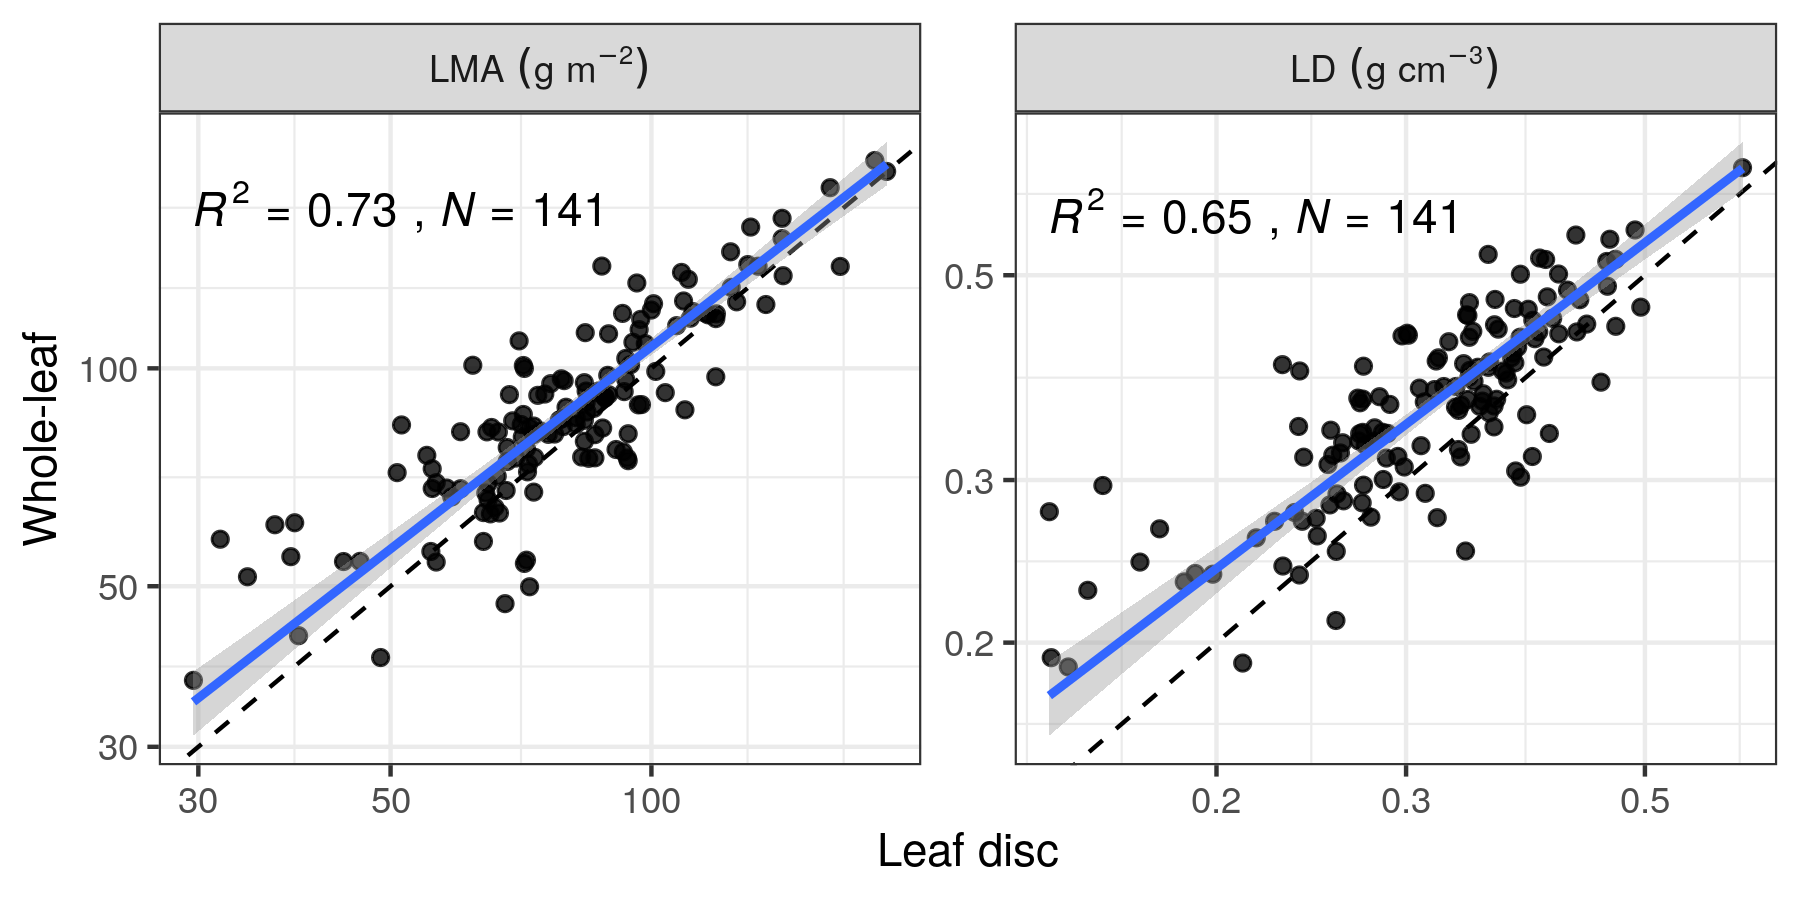 LMA (g m⁻²)
LD (g cm⁻³)
R² = 0.73 , N = 141
R² = 0.65 , N = 141
Whole-leaf
100
50
30
0.5
0.3
0.2
30 50 100
0.2 0.3 0.5
Leaf disc